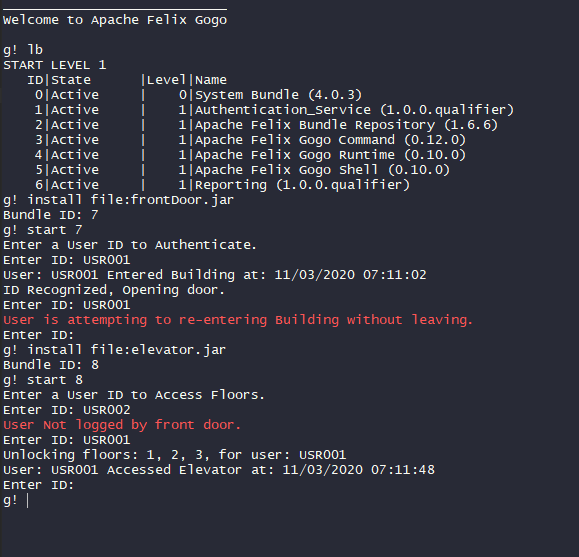 Welcome to Apache Felix Gogo
g! lb
START LEVEL 1
   ID|State      |Level|Name
    0|Active     |    0|System Bundle (4.0.3)
    1|Active     |    1|Authentication_Service (1.0.0.qualifier)
    2|Active     |    1|Apache Felix Bundle Repository (1.6.6)
    3|Active     |    1|Apache Felix Gogo Command (0.12.0)
    4|Active     |    1|Apache Felix Gogo Runtime (0.10.0)
    5|Active     |    1|Apache Felix Gogo Shell (0.10.0)
    6|Active     |    1|Reporting (1.0.0.qualifier)
g! install file:frontDoor.jar
Bundle ID: 7
g! start 7
Enter a User ID to Authenticate.
Enter ID: USR001
User: USR001 Entered Building at: 11/03/2020 07:11:02
ID Recognized, Opening door.
Enter ID: USR001
User is attempting to re-entering Building without leaving.
Enter ID:
g! install file:elevator.jar
Bundle ID: 8
g! start 8
Enter a User ID to Access Floors.
Enter ID: USR002
User Not logged by front door.
Enter ID: USR001
Unlocking floors: 1, 2, 3, for user: USR001
User: USR001 Accessed Elevator at: 11/03/2020 07:11:48
Enter ID:
g!